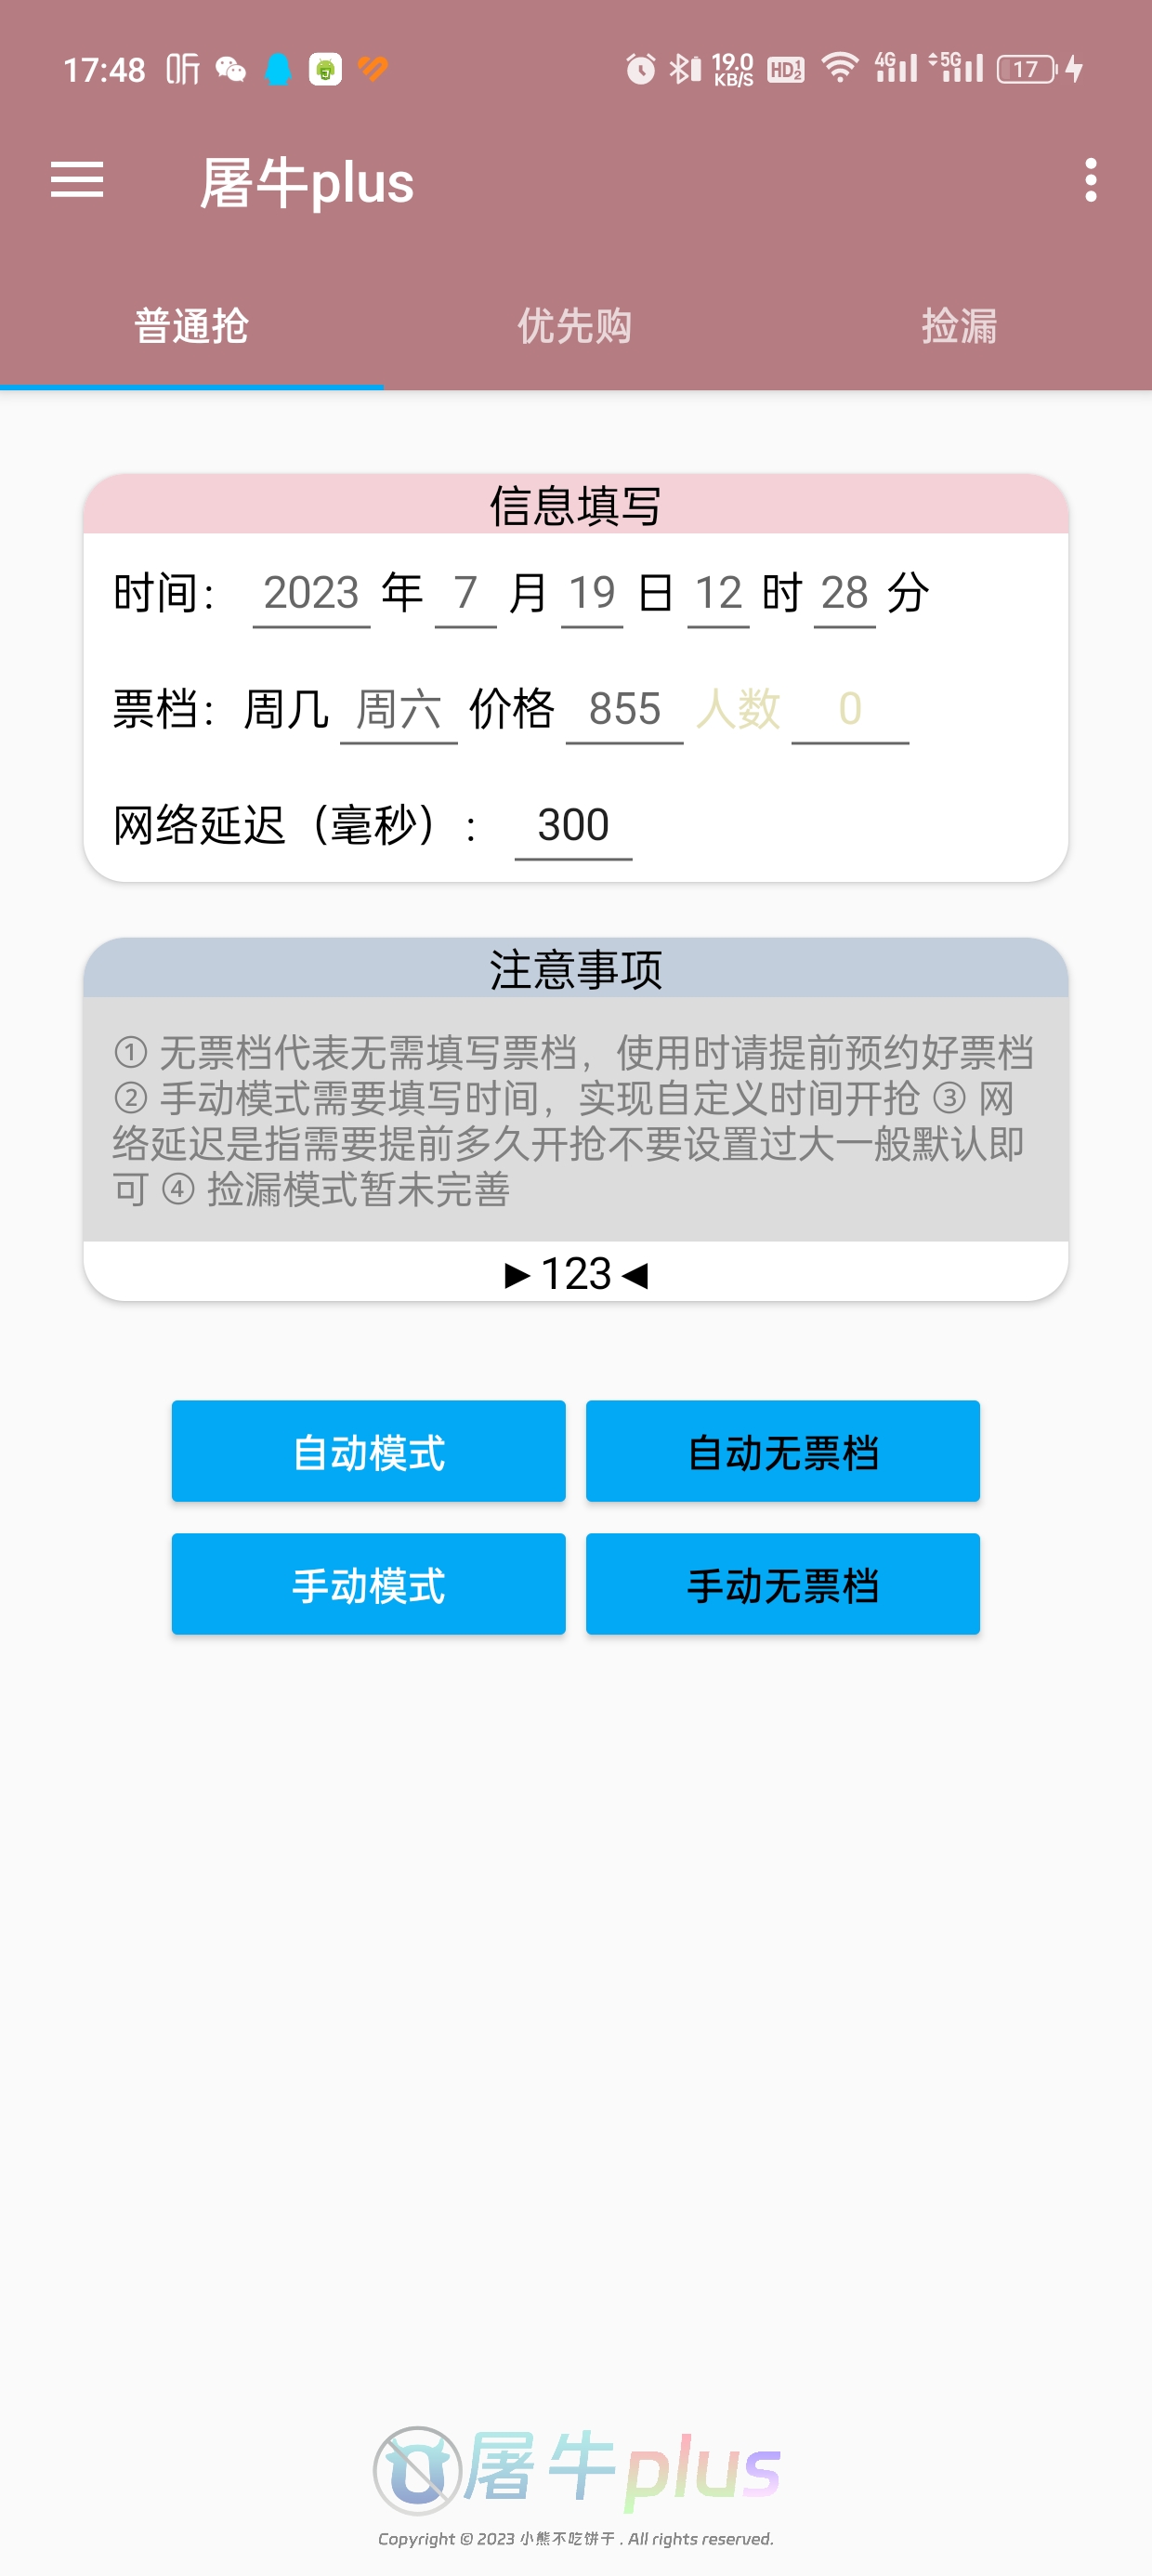 17:48 听 19.0 KB/S HD 1 2 4G 5G 17
屠牛plus
普通抢 优先购 捡漏
信息填写
时间： 2023 年 7 月 19 日 12 时 28 分
票档：周几 周六 价格 855 人数 0
网络延迟（毫秒）： 300
注意事项
① 无票档代表无需填写票档，使用时请提前预约好票档
② 手动模式需要填写时间，实现自定义时间开抢 ③ 网
络延迟是指需要提前多久开抢不要设置过大一般默认即
可 ④ 捡漏模式暂未完善
►123◄
自动模式 自动无票档
手动模式 手动无票档
屠牛plus
Copyright © 2023 小熊不吃饼干 . All rights reserved.